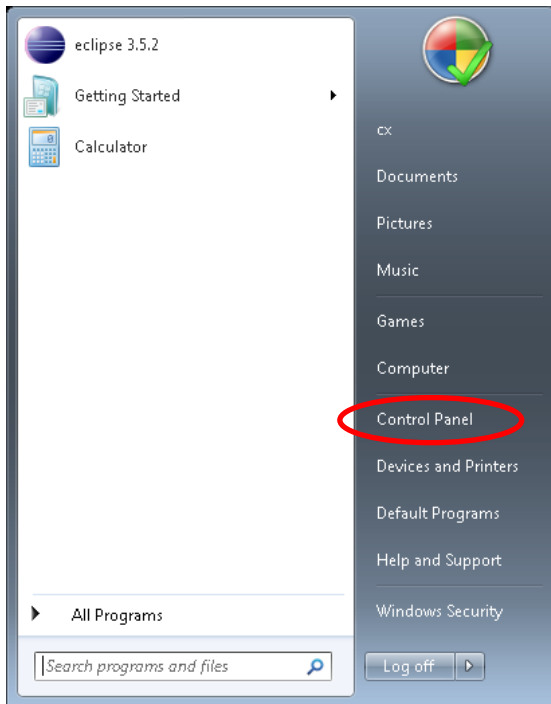 eclipse 3.5.2
Getting Started
Calculator
All Programs
Search programs and files
cx
Documents
Pictures
Music
Games
Computer
Control Panel
Devices and Printers
Default Programs
Help and Support
Windows Security
Log off